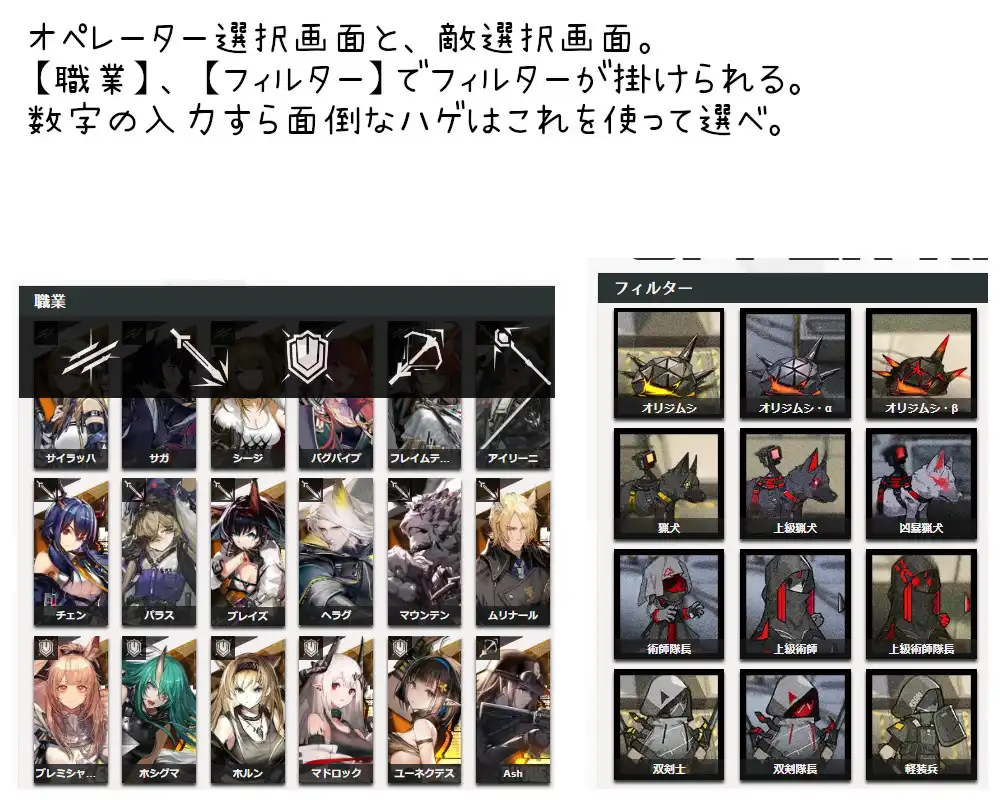 オペレーター選択画面と、敵選択画面。
【職業】、【フィルター】でフィルターが掛けられる。
数字の入力すら面倒なハゲはこれを使って選べ。
職業
サイラッハ サガ シージ バグパイプ フレイムテ... アイリーニ
チェン パラス ブレイズ ヘラグ マウンテン ムリナール
ブレミシャ... ホシグマ ホルン マドロック ユーネクテス Ash
フィルター
オリジムシ オリジムシ・α オリジムシ・β
猟犬 上級猟犬 凶暴猟犬
術師隊長 上級術師 上級術師隊長
双剣士 双剣隊長 軽装兵